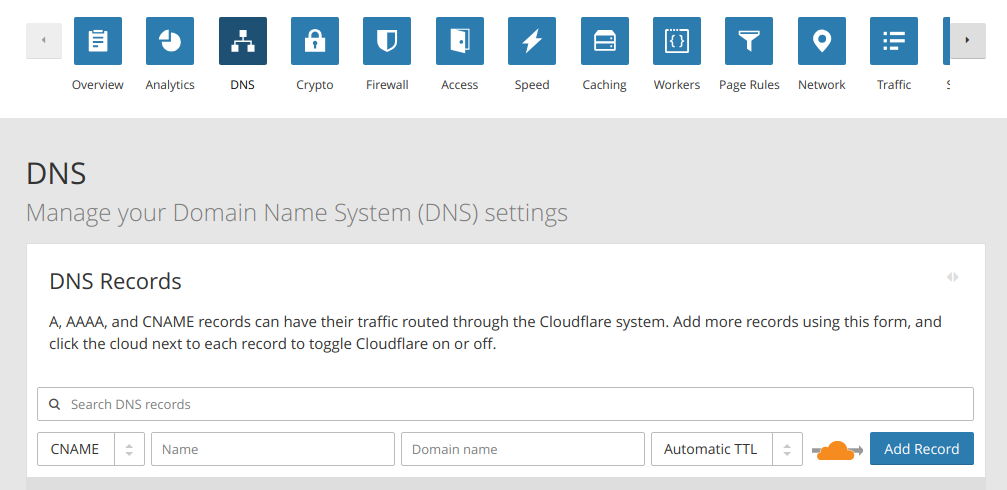 Overview Analytics DNS Crypto Firewall Access Speed Caching Workers Page Rules Network Traffic
DNS
Manage your Domain Name System (DNS) settings
DNS Records
A, AAAA, and CNAME records can have their traffic routed through the Cloudflare system. Add more records using this form, and
click the cloud next to each record to toggle Cloudflare on or off.
Search DNS records
CNAME Name Domain name Automatic TTL Add Record